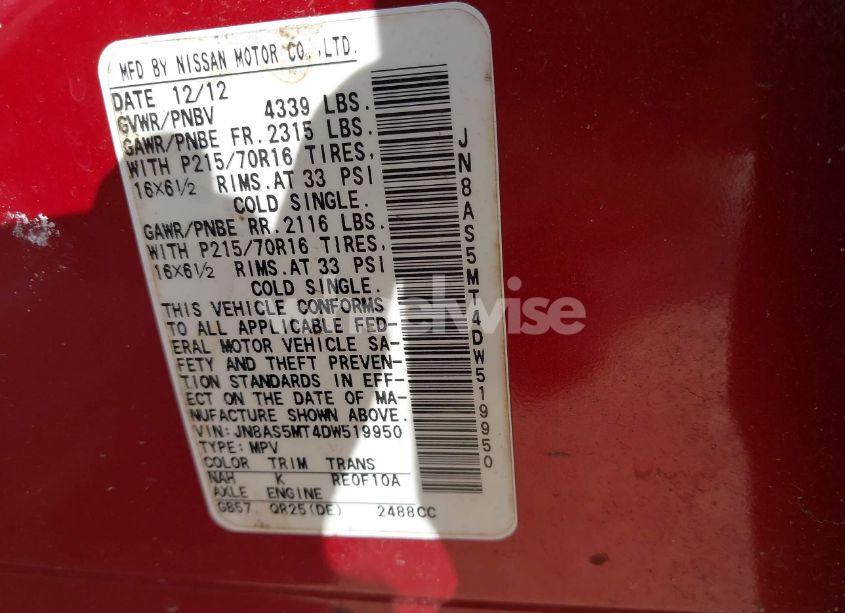 MFD BY NISSAN MOTOR CO.,LTD.
DATE 12/12
GVWR/PNBV 4339 LBS.
GAWR/PNBE FR.2315 LBS.
WITH P215/70R16 TIRES,
16X6½ RIMS.AT 33 PSI
COLD SINGLE.
GAWR/PNBE RR.2116 LBS.
WITH P215/70R16 TIRES,
16X6½ RIMS.AT 33 PSI
COLD SINGLE.
THIS VEHICLE CONFORMS
TO ALL APPLICABLE FED-
ERAL MOTOR VEHICLE SA-
FETY AND THEFT PREVEN-
TION STANDARDS IN EFF-
ECT ON THE DATE OF MA-
NUFACTURE SHOWN ABOVE.
VIN:JN8AS5MT4DW519950
TYPE:MPV
COLOR TRIM TRANS
NAH K RE0F10A
AXLE ENGINE
GB57 QR25(DE) 2488CC
JN8AS5MT4DW519950